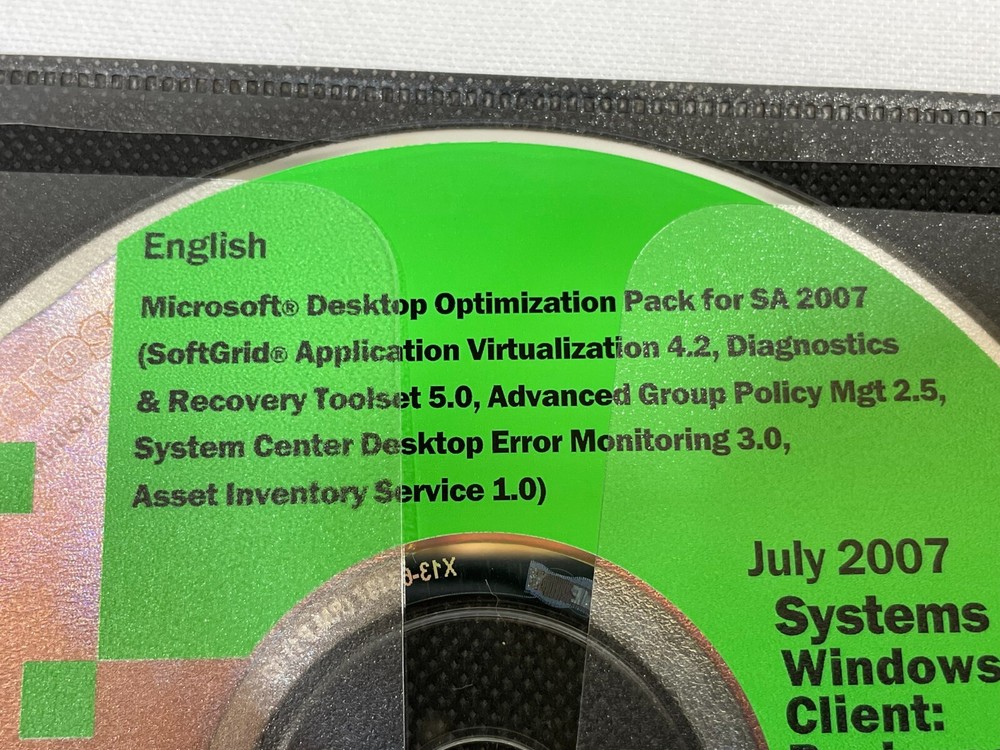 English
Microsoft® Desktop Optimization Pack for SA 2007
(SoftGrid® Application Virtualization 4.2, Diagnostics
& Recovery Toolset 5.0, Advanced Group Policy Mgt 2.5,
System Center Desktop Error Monitoring 3.0,
Asset Inventory Service 1.0)
July 2007
Systems
Windows
Client:
X13-